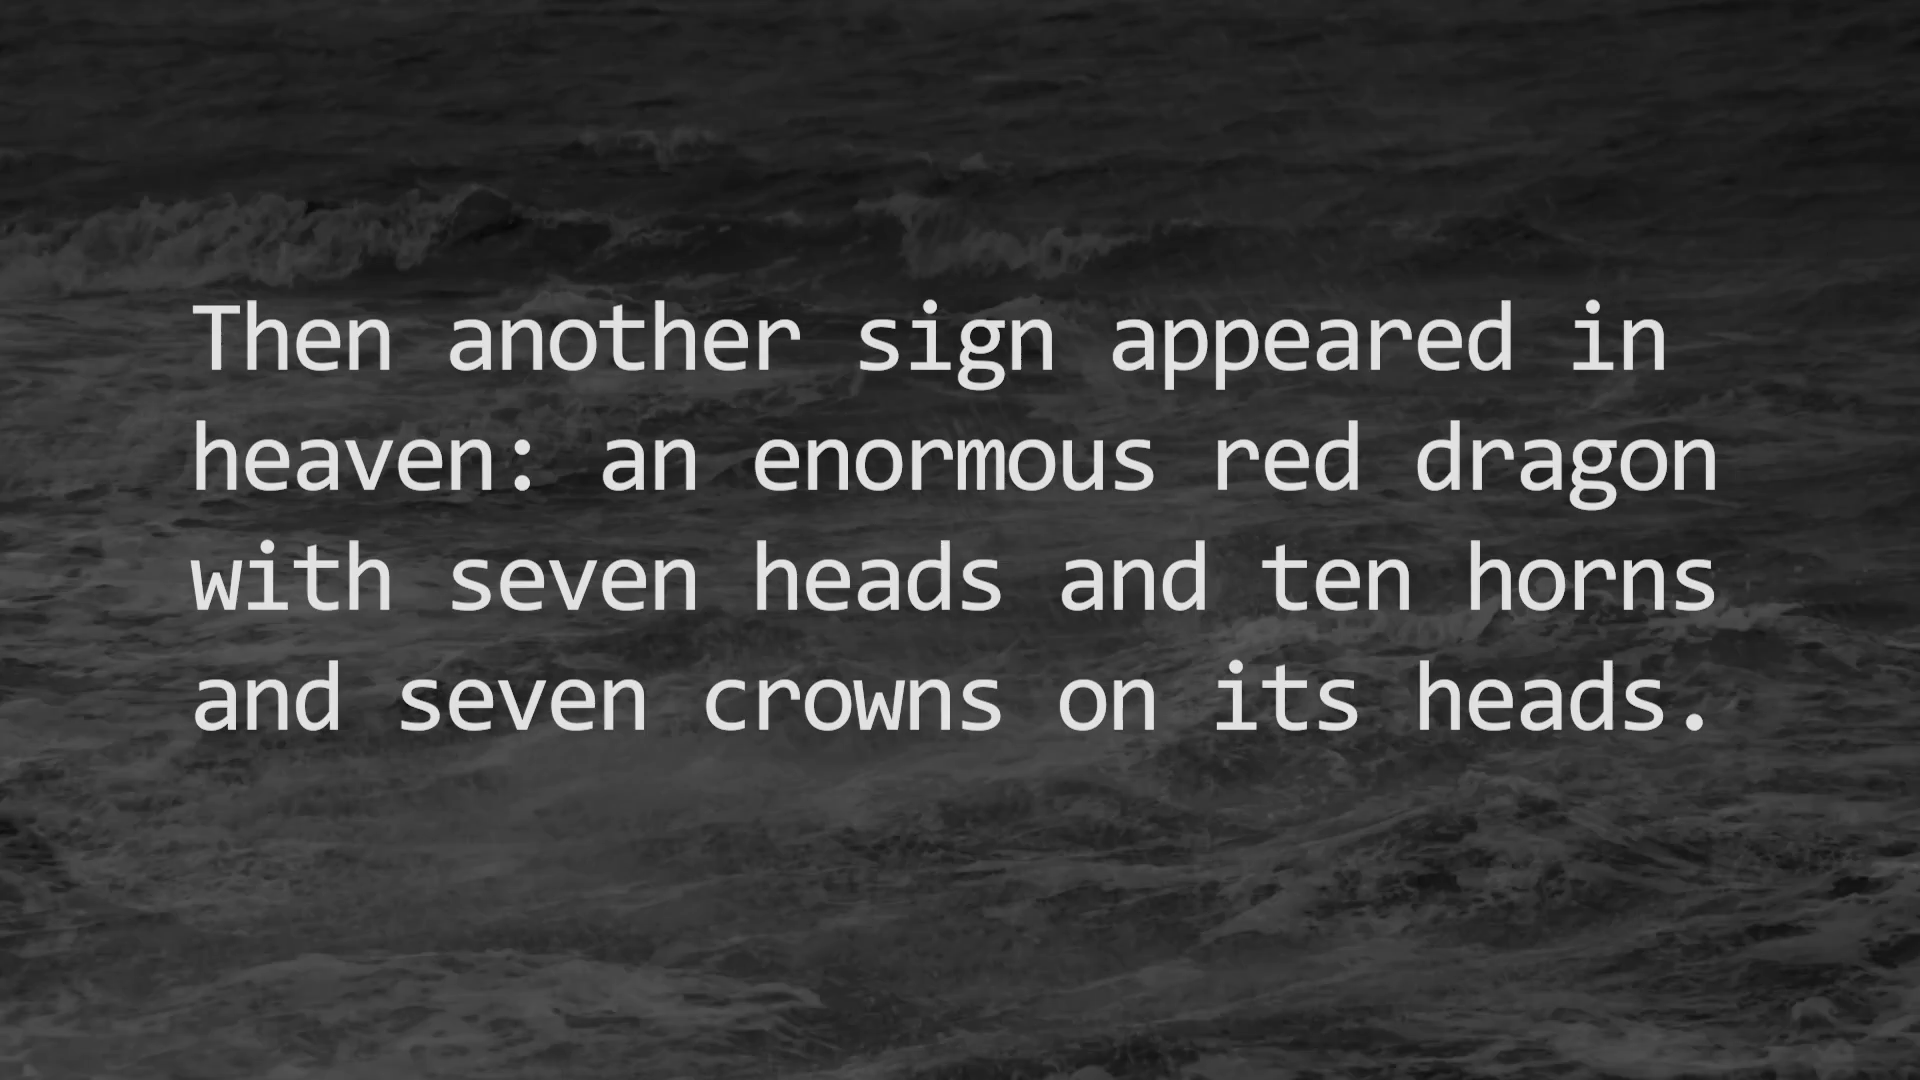 Then another sign appeared in
heaven: an enormous red dragon
with seven heads and ten horns
and seven crowns on its heads.